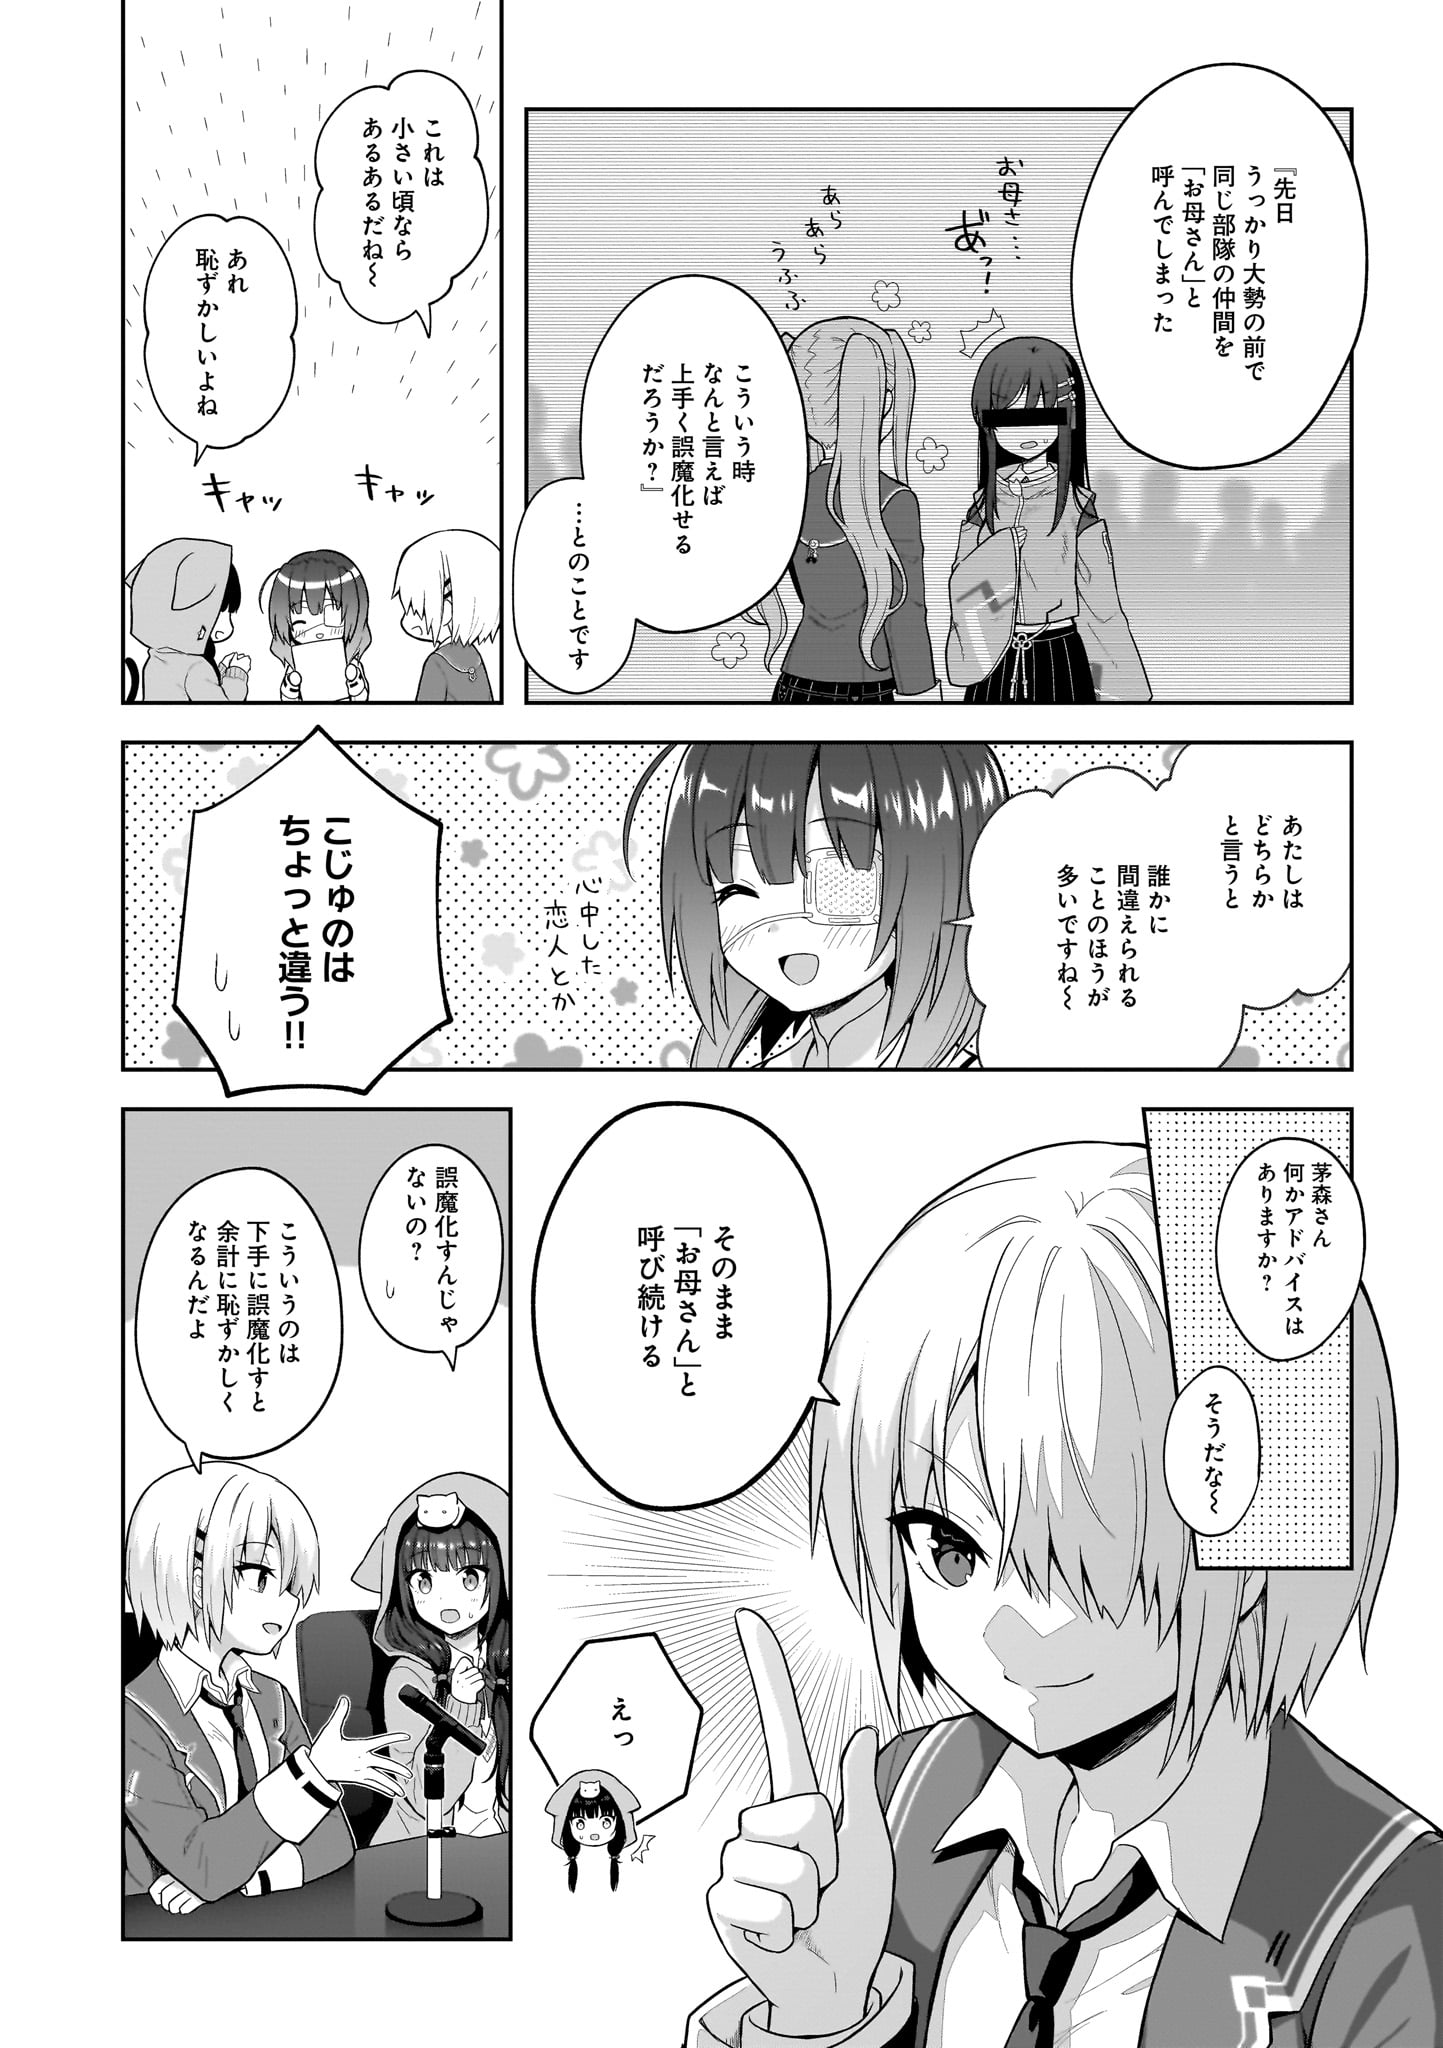 『先日
うっかり大勢の前で
同じ部隊の仲間を
「お母さん」と
呼んでしまった
お母さ…
あっ!
あら
あら
うふふ
こういう時
なんと言えば
上手く誤魔化せる
だろうか?』
…とのことです
これは
小さい頃なら
あるあるだね〜
あれ
恥ずかしいよね
キャッ
キャッ
あたしは
どちらか
と言うと
誰かに
間違えられる
ことのほうが
多いですね〜
心中した
恋人とか
こじゅのは
ちょっと違う!!
茅森さん
何かアドバイスは
ありますか?
そうだな〜
そのまま
「お母さん」と
呼び続ける
えっ
誤魔化すんじゃ
ないの?
こういうのは
下手に誤魔化すと
余計に恥ずかしく
なるんだよ